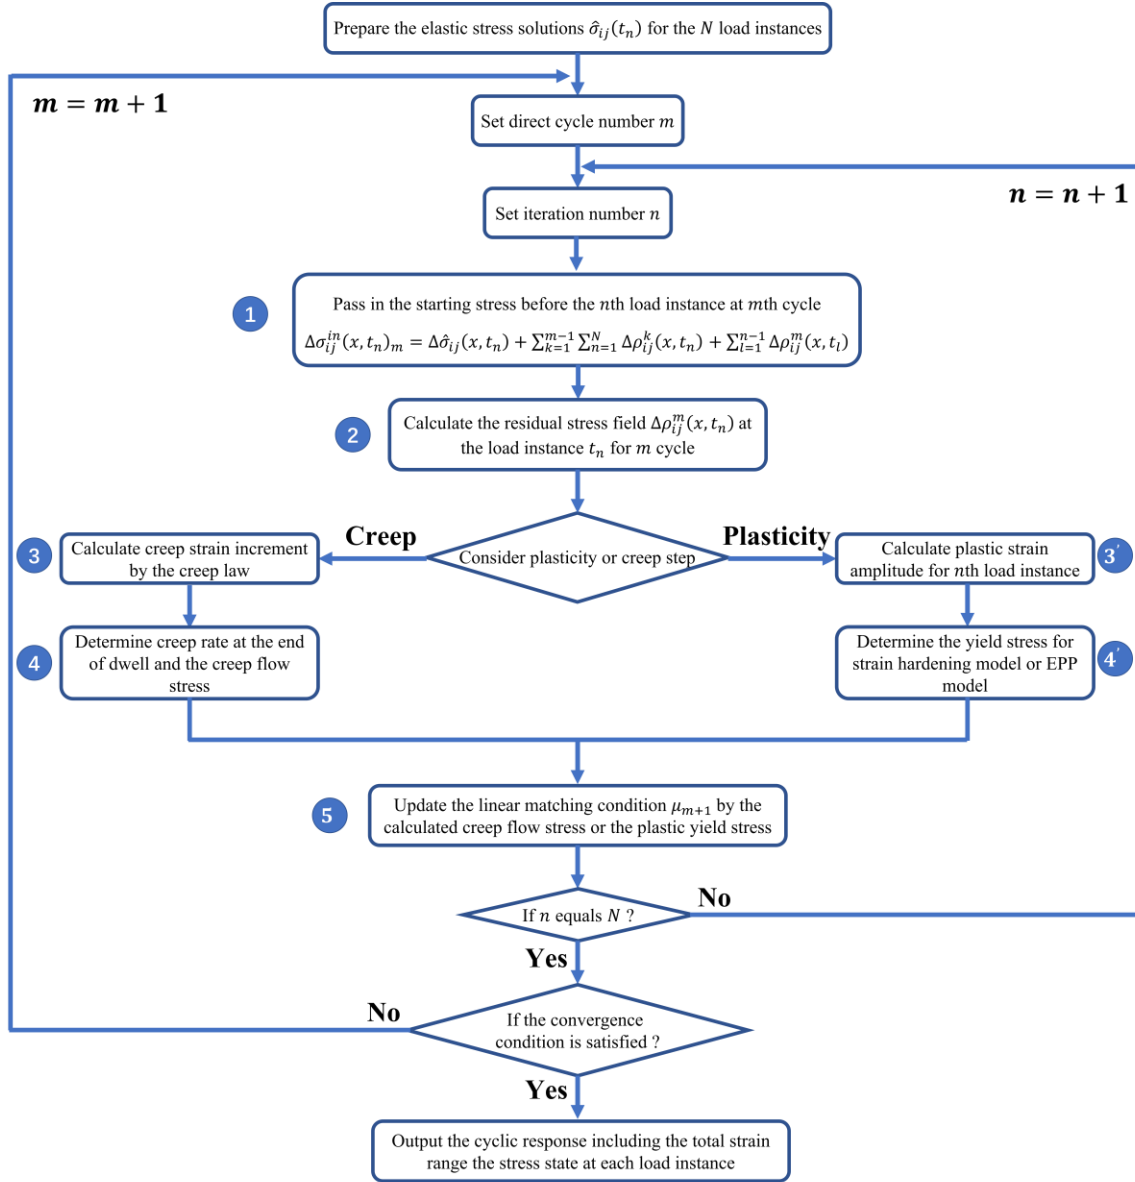 Prepare the elastic stress solutions σ̂ᵢⱼ(tₙ) for the N load instances
m = m + 1
Set direct cycle number m
n = n + 1
Set iteration number n
1
Pass in the starting stress before the nth load instance at mth cycle
Δσᵢⱼⁱⁿ(x, tₙ)ₘ = Δσ̂ᵢⱼ(x, tₙ) + ∑ₖ₌₁ᵐ⁻¹ ∑ₙ₌₁ᴺ Δρᵢⱼᵏ(x, tₙ) + ∑ₗ₌₁ⁿ⁻¹ Δρᵢⱼᵐ(x, tₗ)
2
Calculate the residual stress field Δρᵢⱼᵐ(x, tₙ) at
the load instance tₙ for m cycle
Creep
Consider plasticity or creep step
Plasticity
3
Calculate creep strain increment
by the creep law
Calculate plastic strain
amplitude for nth load instance
3'
4
Determine creep rate at the end
of dwell and the creep flow
stress
Determine the yield stress for
strain hardening model or EPP
model
4'
5
Update the linear matching condition μₘ₊₁ by the
calculated creep flow stress or the plastic yield stress
If n equals N ?
No
Yes
No
If the convergence
condition is satisfied ?
Yes
Output the cyclic response including the total strain
range the stress state at each load instance